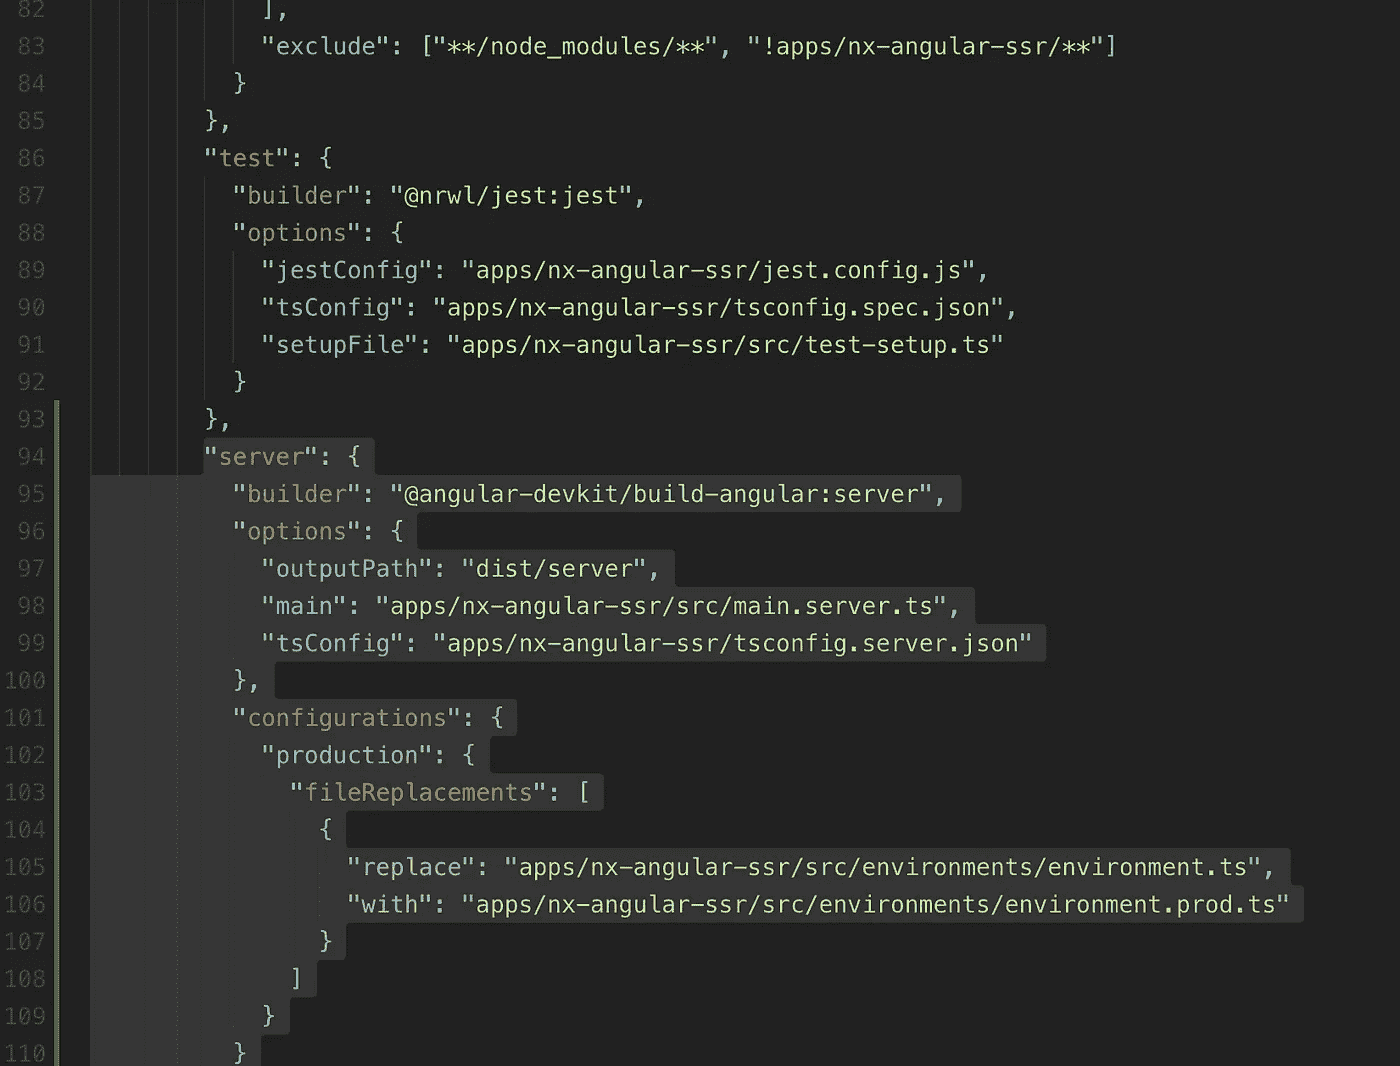 82 ],
83 "exclude": ["**/node_modules/**", "!apps/nx-angular-ssr/**"]
84 }
85 },
86 "test": {
87 "builder": "@nrwl/jest:jest",
88 "options": {
89 "jestConfig": "apps/nx-angular-ssr/jest.config.js",
90 "tsConfig": "apps/nx-angular-ssr/tsconfig.spec.json",
91 "setupFile": "apps/nx-angular-ssr/src/test-setup.ts"
92 }
93 },
94 "server": {
95 "builder": "@angular-devkit/build-angular:server",
96 "options": {
97 "outputPath": "dist/server",
98 "main": "apps/nx-angular-ssr/src/main.server.ts",
99 "tsConfig": "apps/nx-angular-ssr/tsconfig.server.json"
100 },
101 "configurations": {
102 "production": {
103 "fileReplacements": [
104 {
105 "replace": "apps/nx-angular-ssr/src/environments/environment.ts",
106 "with": "apps/nx-angular-ssr/src/environments/environment.prod.ts"
107 }
108 ]
109 }
110 }